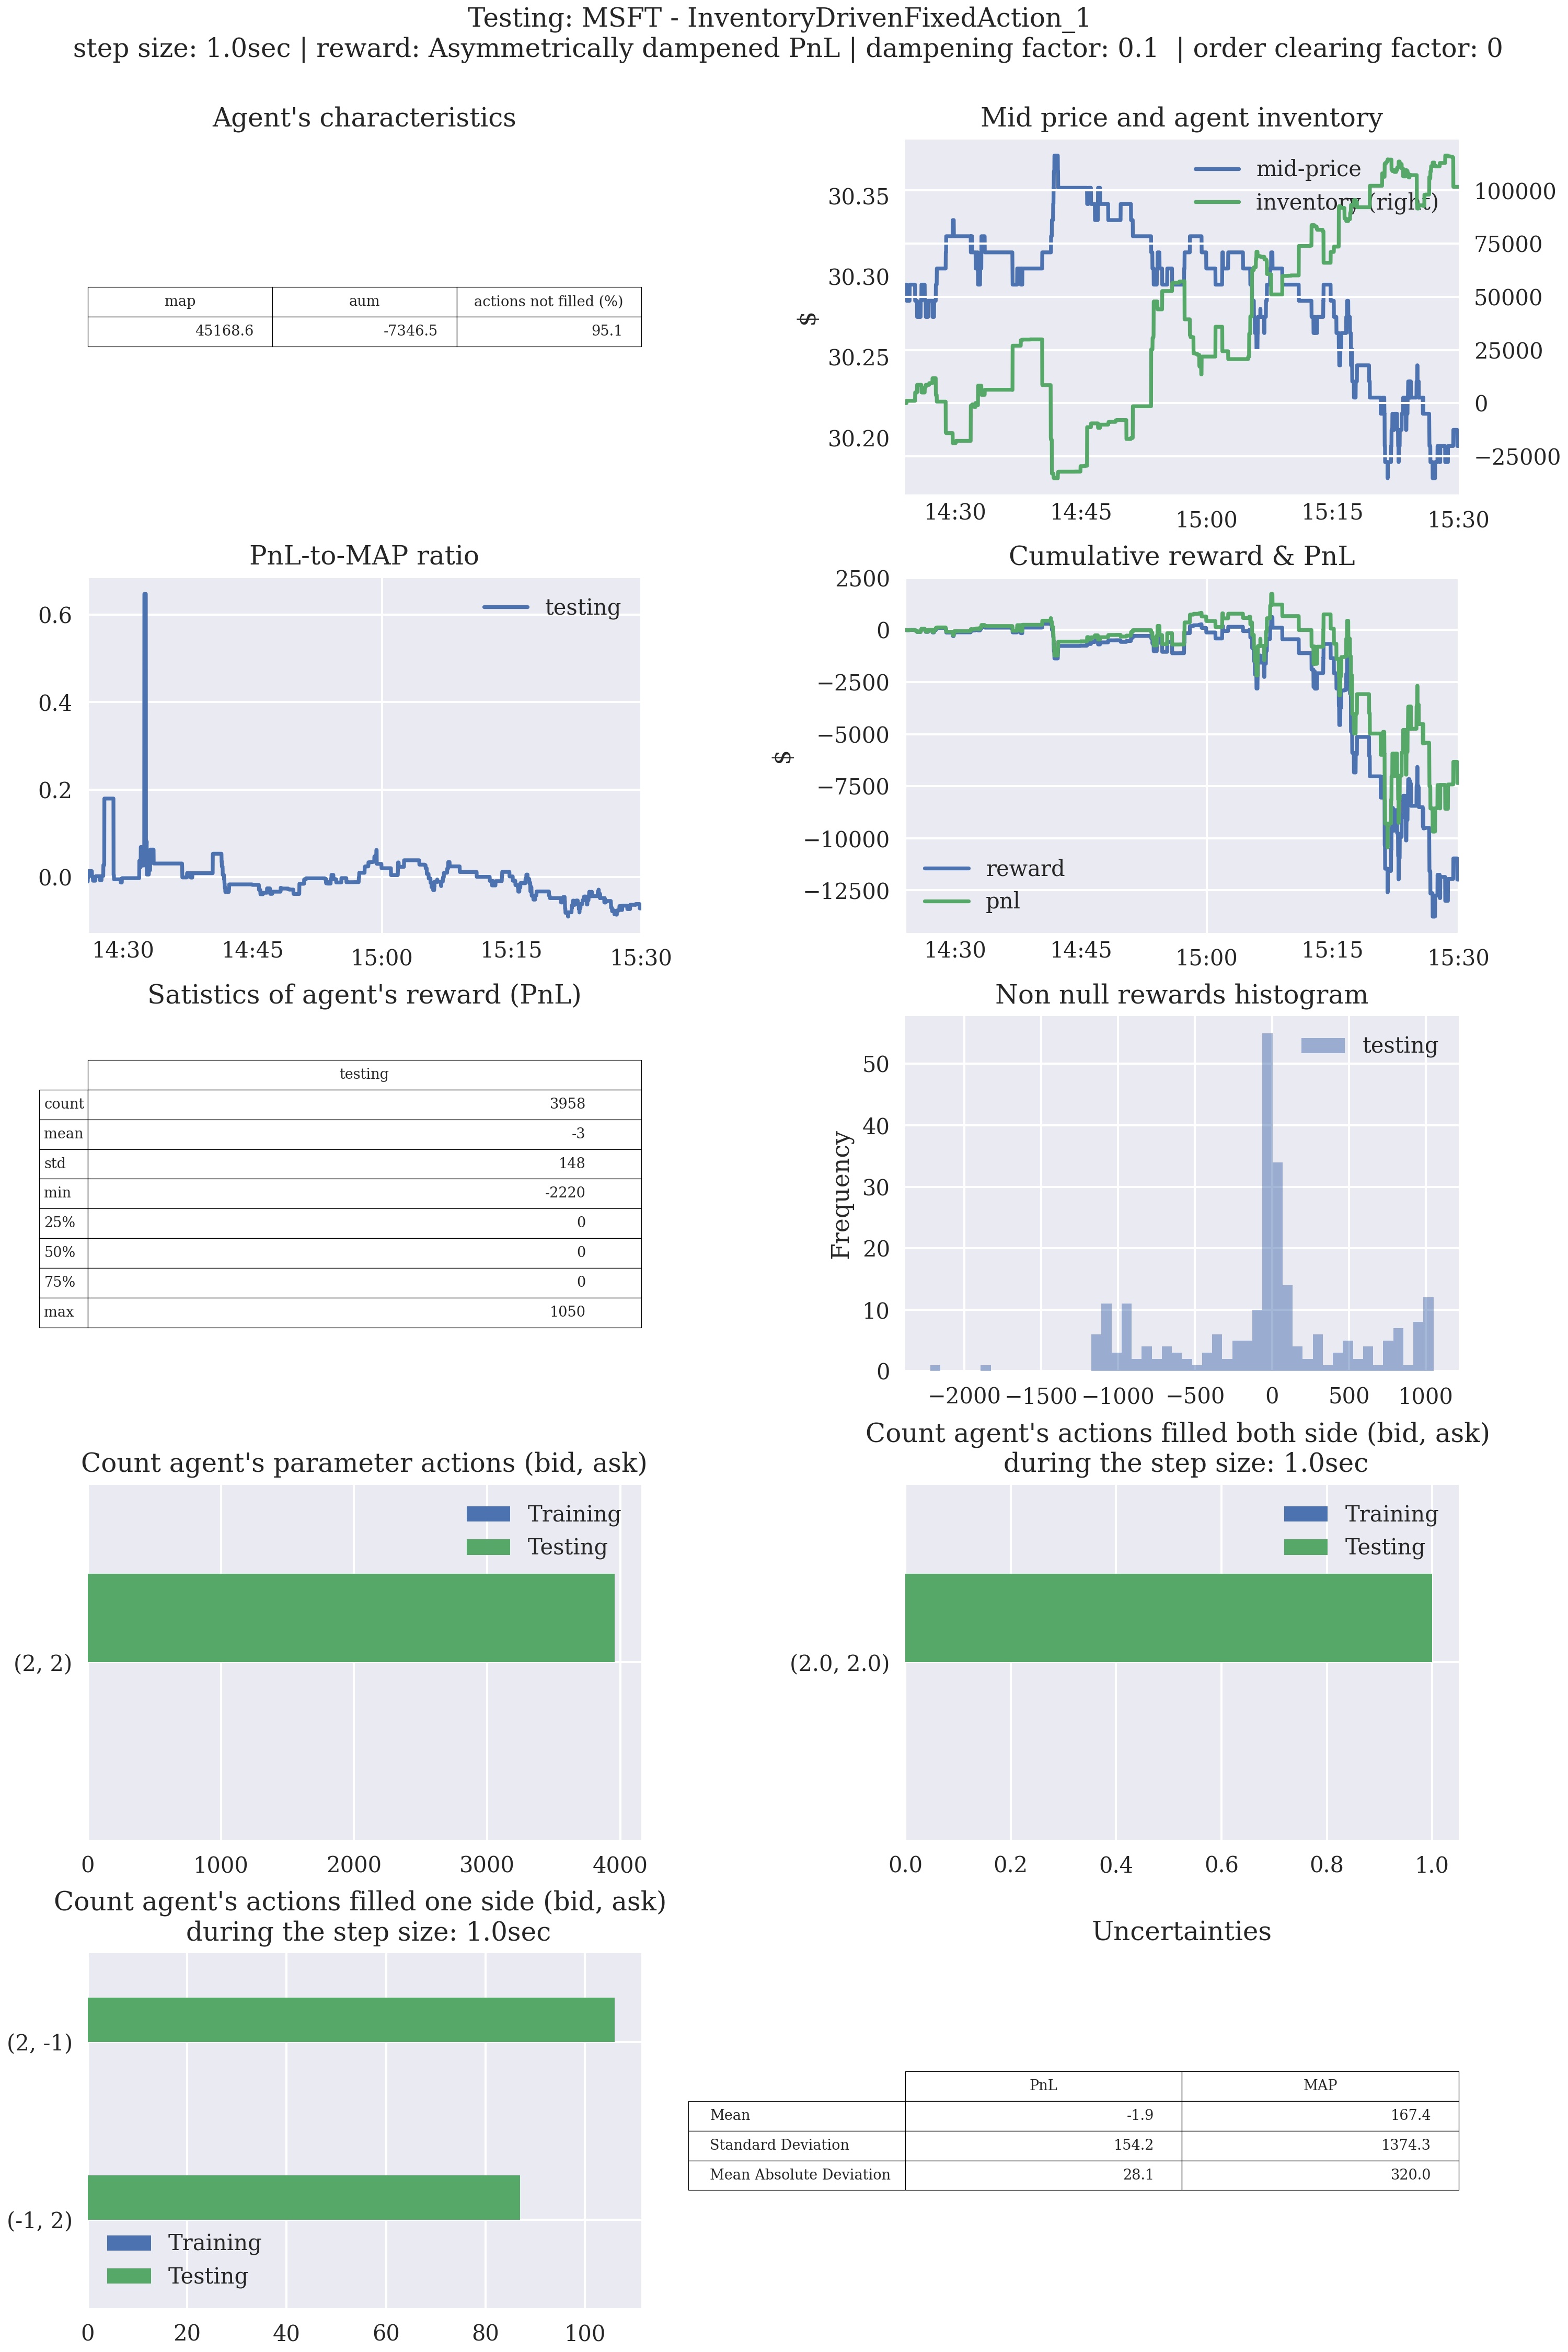 Testing: MSFT - InventoryDrivenFixedAction_1
step size: 1.0sec | reward: Asymmetrically dampened PnL | dampening factor: 0.1 | order clearing factor: 0
Agent's characteristics
map aum actions not filled (%)
45168.6 -7346.5 95.1
Mid price and agent inventory
mid-price
inventory (right)
$
30.35
30.30
30.25
30.20
100000
75000
50000
25000
0
−25000
14:30 14:45 15:00 15:15 15:30
PnL-to-MAP ratio
testing
0.6
0.4
0.2
0.0
14:30 14:45 15:00 15:15 15:30
Cumulative reward & PnL
$
2500
0
−2500
−5000
−7500
−10000
−12500
reward
pnl
14:30 14:45 15:00 15:15 15:30
Satistics of agent's reward (PnL)
testing
count 3958
mean -3
std 148
min -2220
25% 0
50% 0
75% 0
max 1050
Non null rewards histogram
testing
Frequency
50
40
30
20
10
0
−2000 −1500 −1000 −500 0 500 1000
Count agent's parameter actions (bid, ask)
Training
Testing
(2, 2)
0 1000 2000 3000 4000
Count agent's actions filled both side (bid, ask)
during the step size: 1.0sec
Training
Testing
(2.0, 2.0)
0.0 0.2 0.4 0.6 0.8 1.0
Count agent's actions filled one side (bid, ask)
during the step size: 1.0sec
(2, -1)
(-1, 2)
Training
Testing
0 20 40 60 80 100
Uncertainties
PnL MAP
Mean -1.9 167.4
Standard Deviation 154.2 1374.3
Mean Absolute Deviation 28.1 320.0